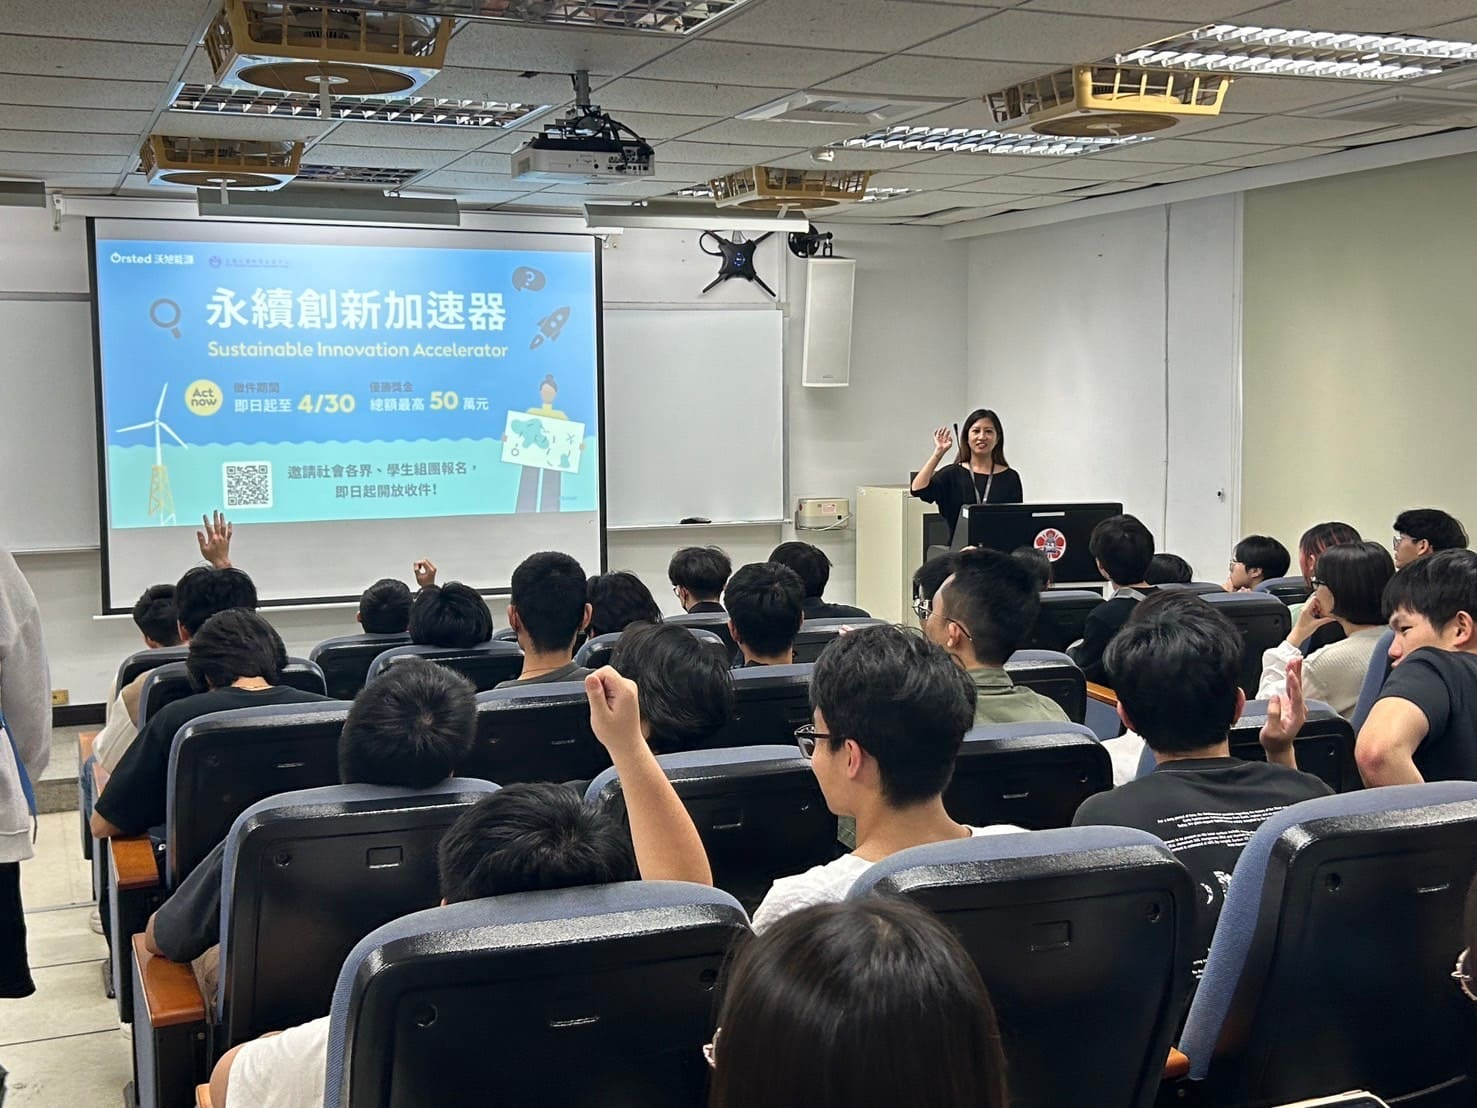 Ørsted 沃旭能源
永續創新加速器
Sustainable Innovation Accelerator
Act now
徵件期間
即日起至 4/30
優勝獎金
總額最高 50 萬元
邀請社會各界、學生組團報名，
即日起開放收件！